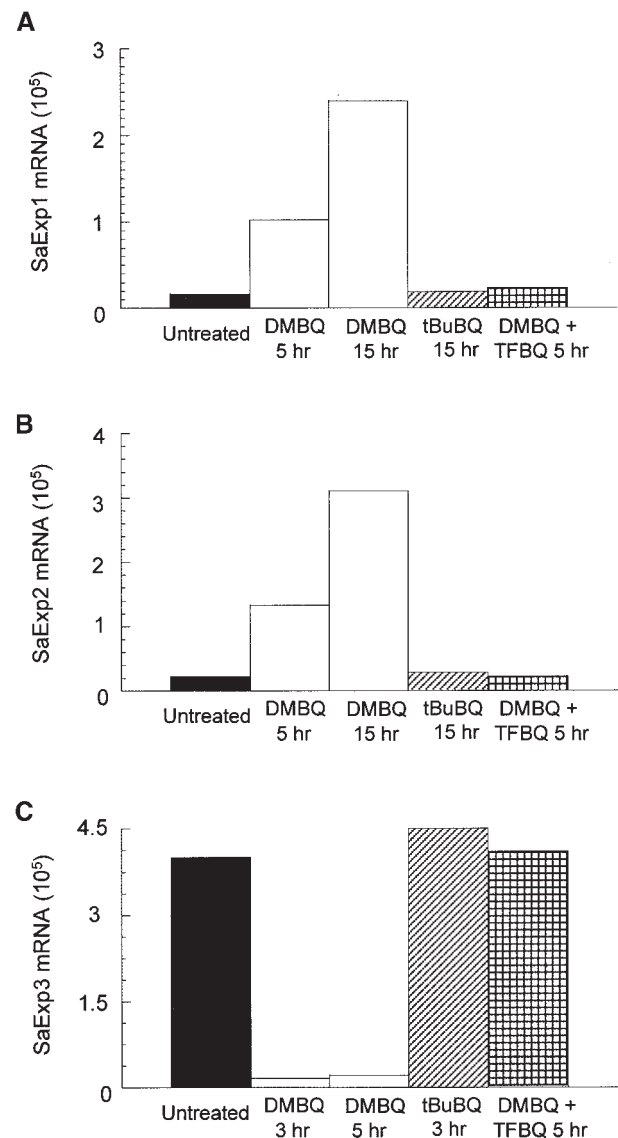 A
SaExp1 mRNA (10⁵)
3
2
1
0
Untreated
DMBQ
5 hr
DMBQ
15 hr
tBuBQ
15 hr
DMBQ +
TFBQ 5 hr
B
SaExp2 mRNA (10⁵)
4
3
2
1
0
Untreated
DMBQ
5 hr
DMBQ
15 hr
tBuBQ
15 hr
DMBQ +
TFBQ 5 hr
C
SaExp3 mRNA (10⁵)
4.5
3
1.5
0
Untreated
DMBQ
3 hr
DMBQ
5 hr
tBuBQ
3 hr
DMBQ +
TFBQ 5 hr